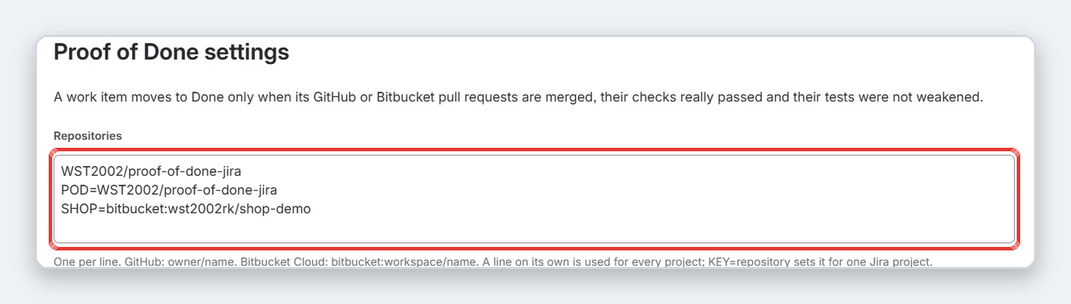 Proof of Done settings
A work item moves to Done only when its GitHub or Bitbucket pull requests are merged, their checks really passed and their tests were not weakened.
Repositories
WST2002/proof-of-done-jira
POD=WST2002/proof-of-done-jira
SHOP=bitbucket:wst2002rk/shop-demo
One per line. GitHub: owner/name. Bitbucket Cloud: bitbucket:workspace/name. A line on its own is used for every project; KEY=repository sets it for one Jira project.